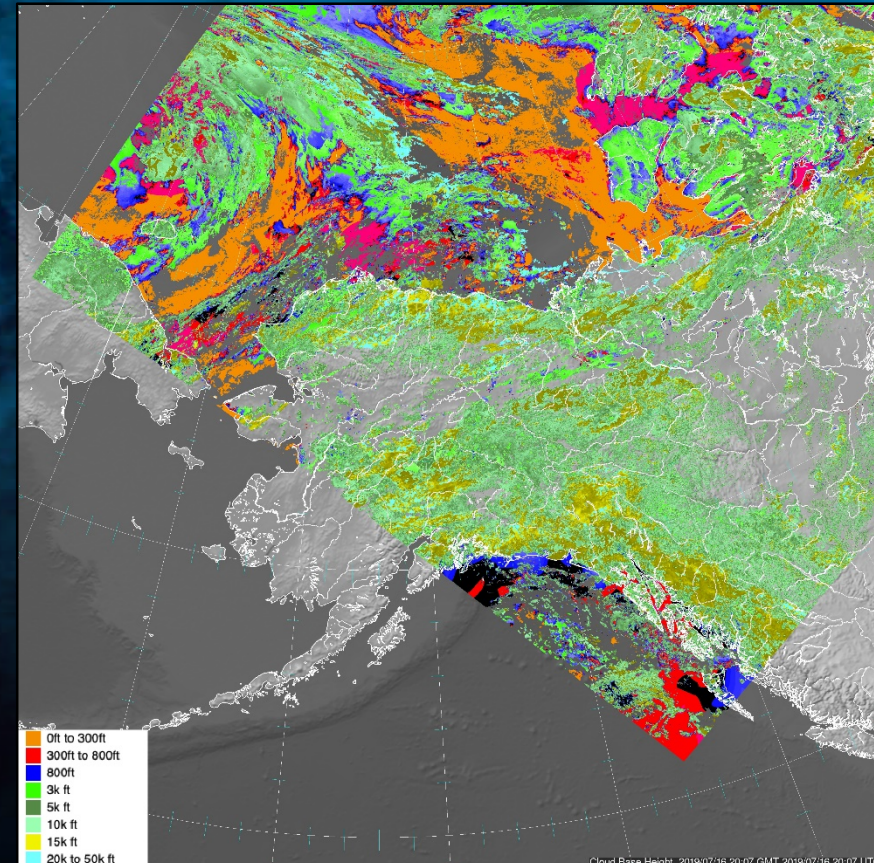 0ft to 300ft
300ft to 800ft
800ft
3k ft
5k ft
10k ft
15k ft
20k to 50k ft
Cloud Base Height 2019/07/16 20:07 GMT 2019/07/16 20:07 UT